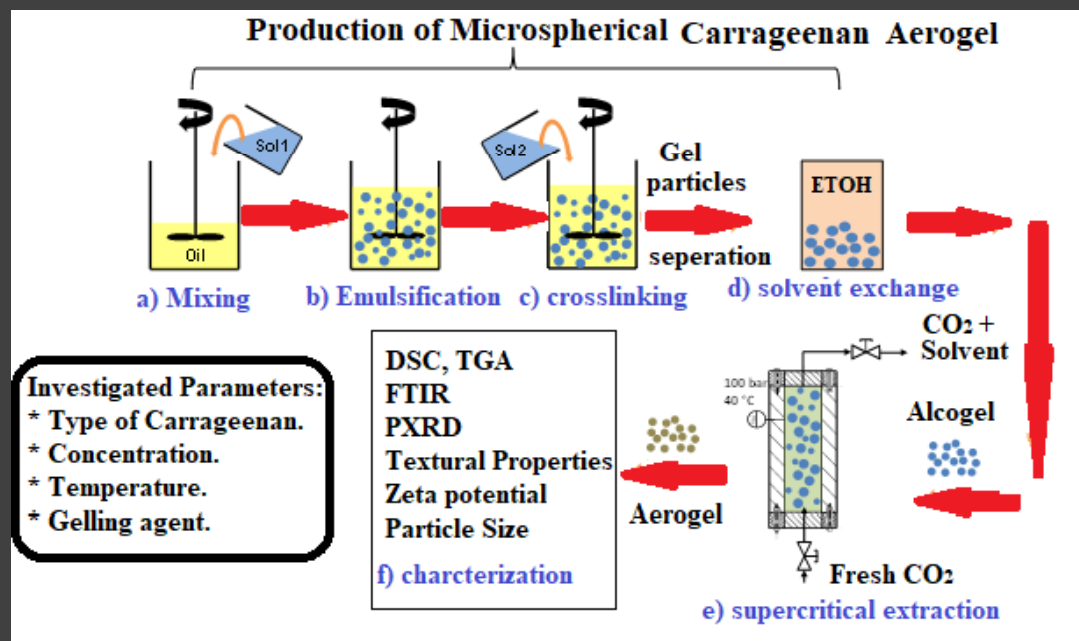 Production of Microspherical Carrageenan Aerogel
Sol1
Oil
a) Mixing
b) Emulsification
Sol2
c) crosslinking
Gel
particles
seperation
ETOH
d) solvent exchange
CO2 +
Solvent
100 bar
40 °C
Alcogel
Fresh CO2
e) supercritical extraction
Aerogel
DSC, TGA
FTIR
PXRD
Textural Properties
Zeta potential
Particle Size
f) charcterization
Investigated Parameters:
* Type of Carrageenan.
* Concentration.
* Temperature.
* Gelling agent.